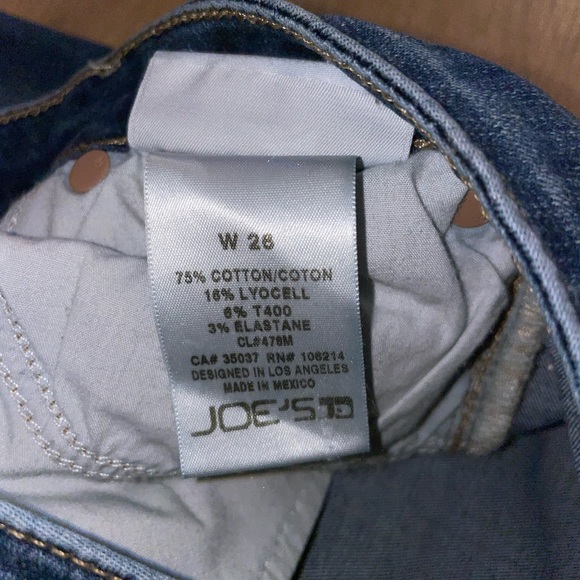 W 26
75% COTTON/COTON
16% LYOCELL
6% T400
3% ELASTANE
CL#478M
CA# 35037 RN# 106214
DESIGNED IN LOS ANGELES
MADE IN MEXICO
JOE'S